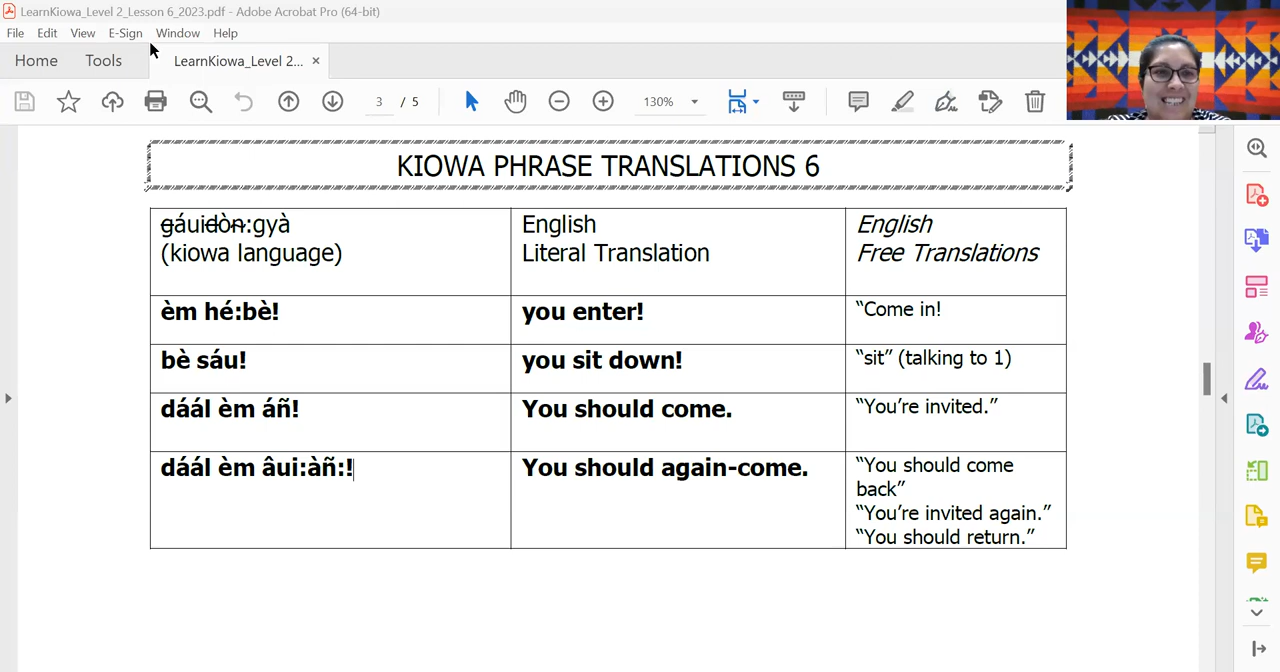 LearnKiowa_Level 2_Lesson 6_2023.pdf - Adobe Acrobat Pro (64-bit)
File Edit View E-Sign Window Help
Home Tools LearnKiowa_Level 2... ×
3 / 5 130%
KIOWA PHRASE TRANSLATIONS 6
g̶áuid̶òn̶:gyà
(kiowa language)
English
Literal Translation
English
Free Translations
èm hé:bè!
you enter!
“Come in!
bè sáu!
you sit down!
“sit” (talking to 1)
dáál èm áñ!
You should come.
“You’re invited.”
dáál èm âui:àñ:!
You should again-come.
“You should come
back”
“You’re invited again.”
“You should return.”